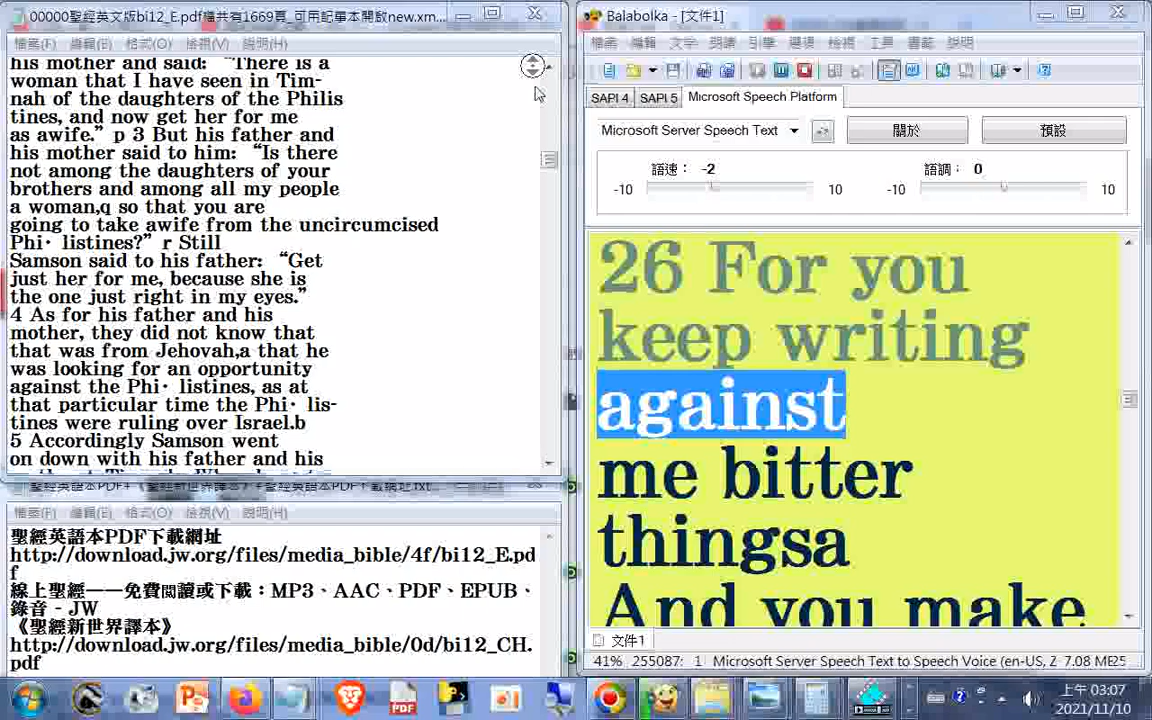 00000聖經英文版bi12_E.pdf檔共有1669頁_可用記事本開啟new.xm...
檔案(F) 編輯(E) 格式(O) 檢視(V) 說明(H)
his mother and said: “There is a
woman that I have seen in Tim-
nah of the daughters of the Philis
tines, and now get her for me
as awife.” p 3 But his father and
his mother said to him: “Is there
not among the daughters of your
brothers and among all my people
a woman,q so that you are
going to take awife from the uncircumcised
Phi· listines?” r Still
Samson said to his father: “Get
just her for me, because she is
the one just right in my eyes.”
4 As for his father and his
mother, they did not know that
that was from Jehovah,a that he
was looking for an opportunity
against the Phi· listines, as at
that particular time the Phi· lis-
tines were ruling over Israel.b
5 Accordingly Samson went
on down with his father and his
檔案(F) 編輯(E) 格式(O) 檢視(V) 說明(H)
聖經英語本PDF下載網址
http://download.jw.org/files/media_bible/4f/bi12_E.pd
f
線上聖經——免費閱讀或下載：MP3、AAC、PDF、EPUB、
錄音 - JW
《聖經新世界譯本》
http://download.jw.org/files/media_bible/0d/bi12_CH.
pdf
Balabolka - [文件1]
檔案 編輯 文字 朗讀 引擎 選項 檢視 工具 書籤 說明
SAPI 4 SAPI 5 Microsoft Speech Platform
Microsoft Server Speech Text 關於 預設
語速： -2 語調： 0
-10 10 -10 10
26 For you
keep writing
against
me bitter
thingsa
And you make
文件1
41% 255087: 1 Microsoft Server Speech Text to Speech Voice (en-US, Z 7.08 ME25
上午 03:07
2021/11/10